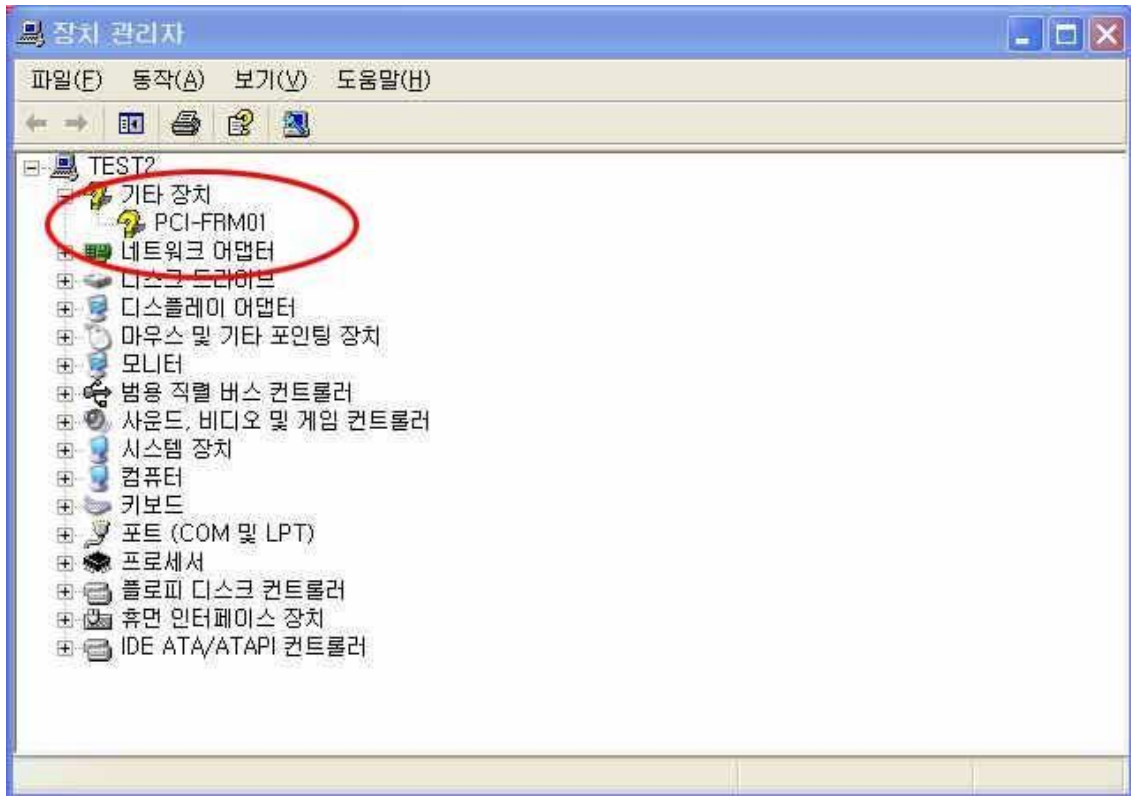 장치 관리자
파일(F) 동작(A) 보기(V) 도움말(H)
TEST2
기타 장치
PCI-FRM01
네트워크 어댑터
디스크 드라이브
디스플레이 어댑터
마우스 및 기타 포인팅 장치
모니터
범용 직렬 버스 컨트롤러
사운드, 비디오 및 게임 컨트롤러
시스템 장치
컴퓨터
키보드
포트 (COM 및 LPT)
프로세서
플로피 디스크 컨트롤러
휴먼 인터페이스 장치
IDE ATA/ATAPI 컨트롤러